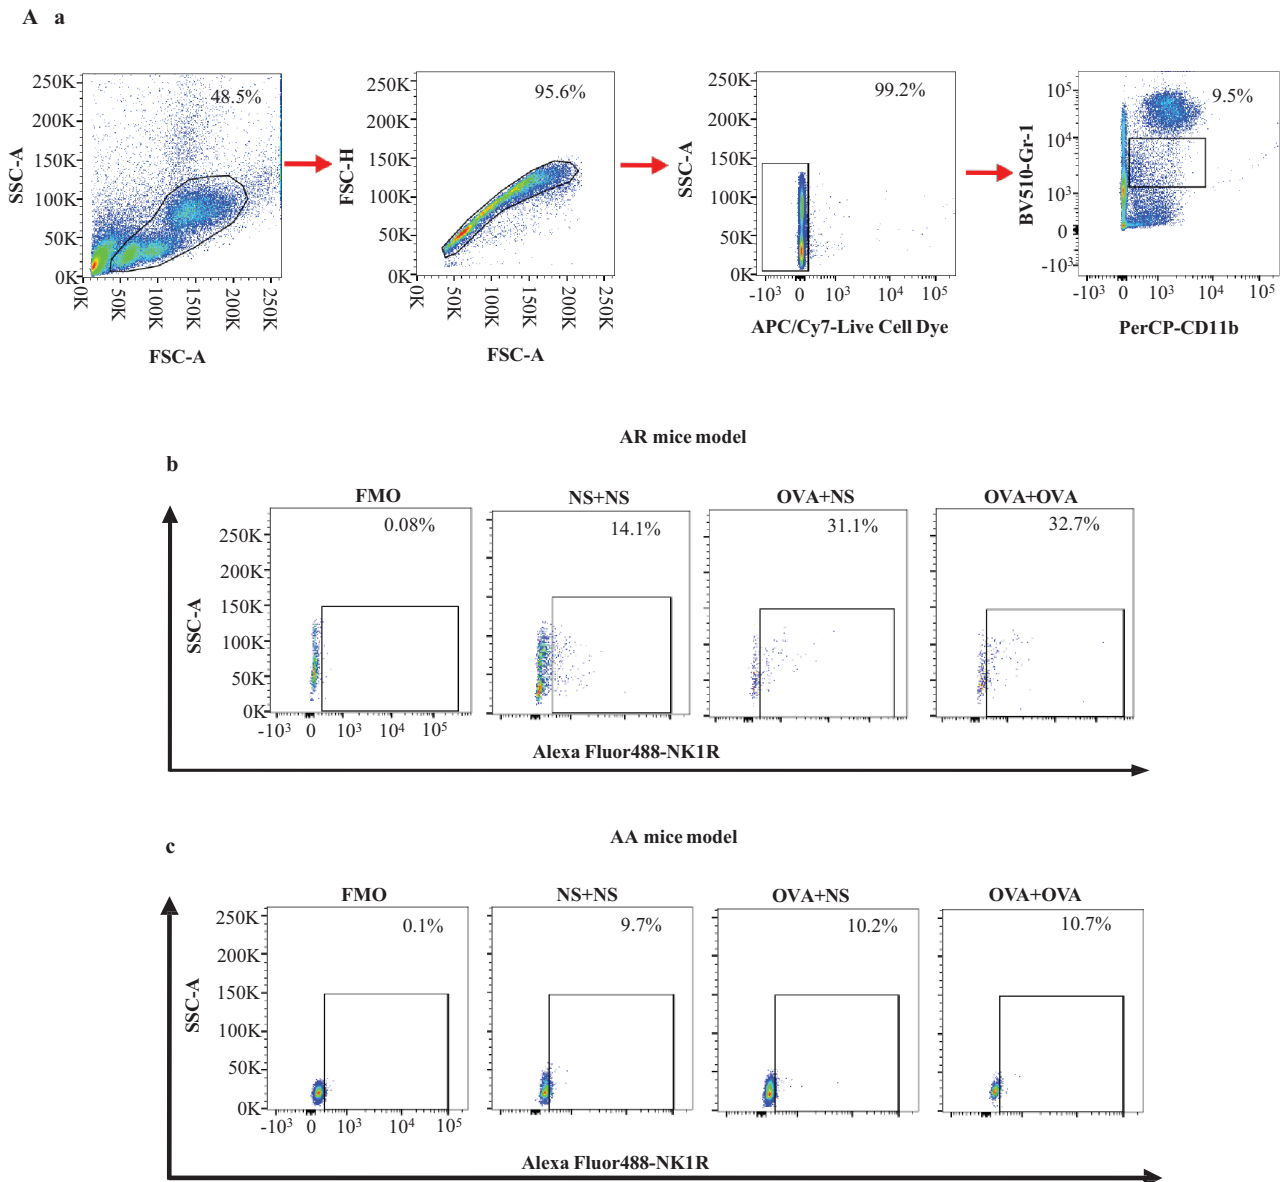 A a
250K
200K
150K
100K
50K
0K
SSC-A
48.5%
0K 50K 100K 150K 200K 250K
FSC-A
250K
200K
150K
100K
50K
0K
FSC-H
95.6%
0K 50K 100K 150K 200K 250K
FSC-A
250K
200K
150K
100K
50K
0K
SSC-A
99.2%
-10³ 0 10³ 10⁴ 10⁵
APC/Cy7-Live Cell Dye
10⁵
10⁴
10³
0
-10³
BV510-Gr-1
9.5%
-10³ 0 10³ 10⁴ 10⁵
PerCP-CD11b
AR mice model
b
FMO NS+NS OVA+NS OVA+OVA
0.08% 14.1% 31.1% 32.7%
250K
200K
150K
100K
50K
0K
SSC-A
-10³ 0 10³ 10⁴ 10⁵
Alexa Fluor488-NK1R
AA mice model
c
FMO NS+NS OVA+NS OVA+OVA
0.1% 9.7% 10.2% 10.7%
250K
200K
150K
100K
50K
0K
SSC-A
-10³ 0 10³ 10⁴ 10⁵
Alexa Fluor488-NK1R